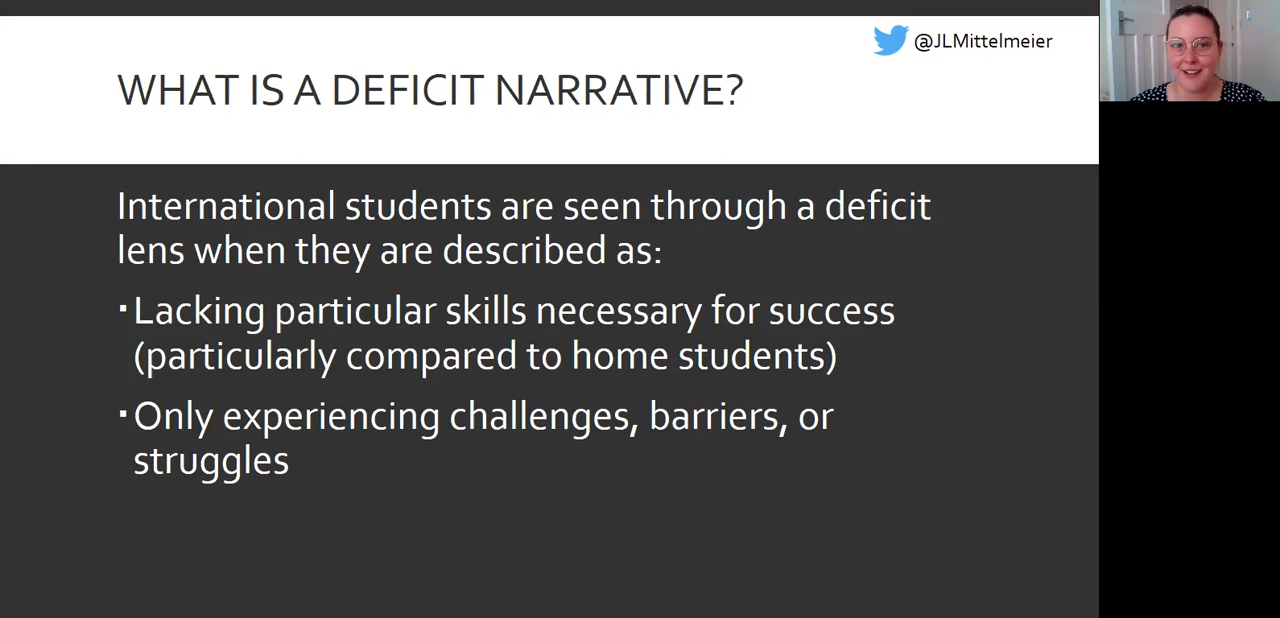 @JLMittelmeier
WHAT IS A DEFICIT NARRATIVE?
International students are seen through a deficit
lens when they are described as:
▪Lacking particular skills necessary for success
(particularly compared to home students)
▪Only experiencing challenges, barriers, or
struggles